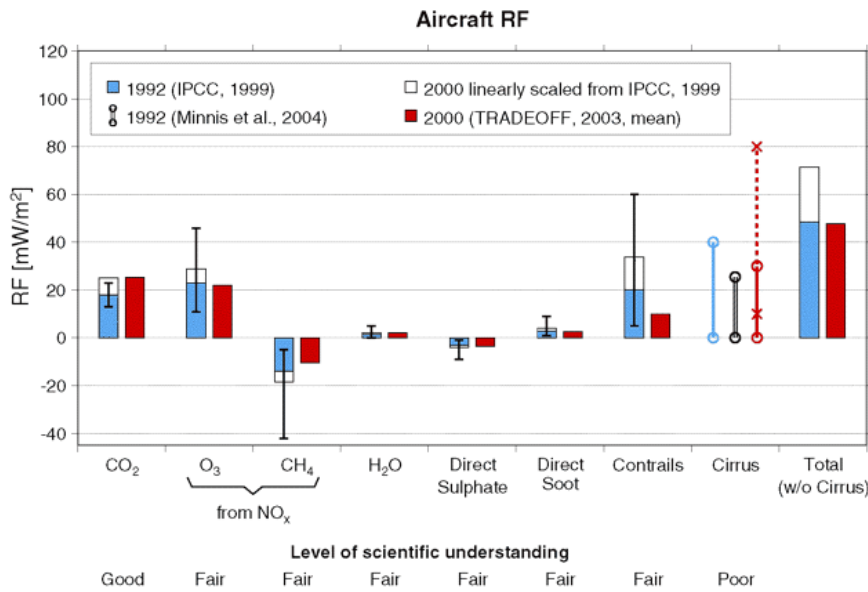 Aircraft RF
120
100
80
60
40
20
0
-20
-40
RF [mW/m²]
1992 (IPCC, 1999)
2000 linearly scaled from IPCC, 1999
1992 (Minnis et al., 2004)
2000 (TRADEOFF, 2003, mean)
CO₂ O₃ CH₄ H₂O Direct Sulphate Direct Soot Contrails Cirrus Total (w/o Cirrus)
from NOₓ
Level of scientific understanding
Good Fair Fair Fair Fair Fair Fair Poor